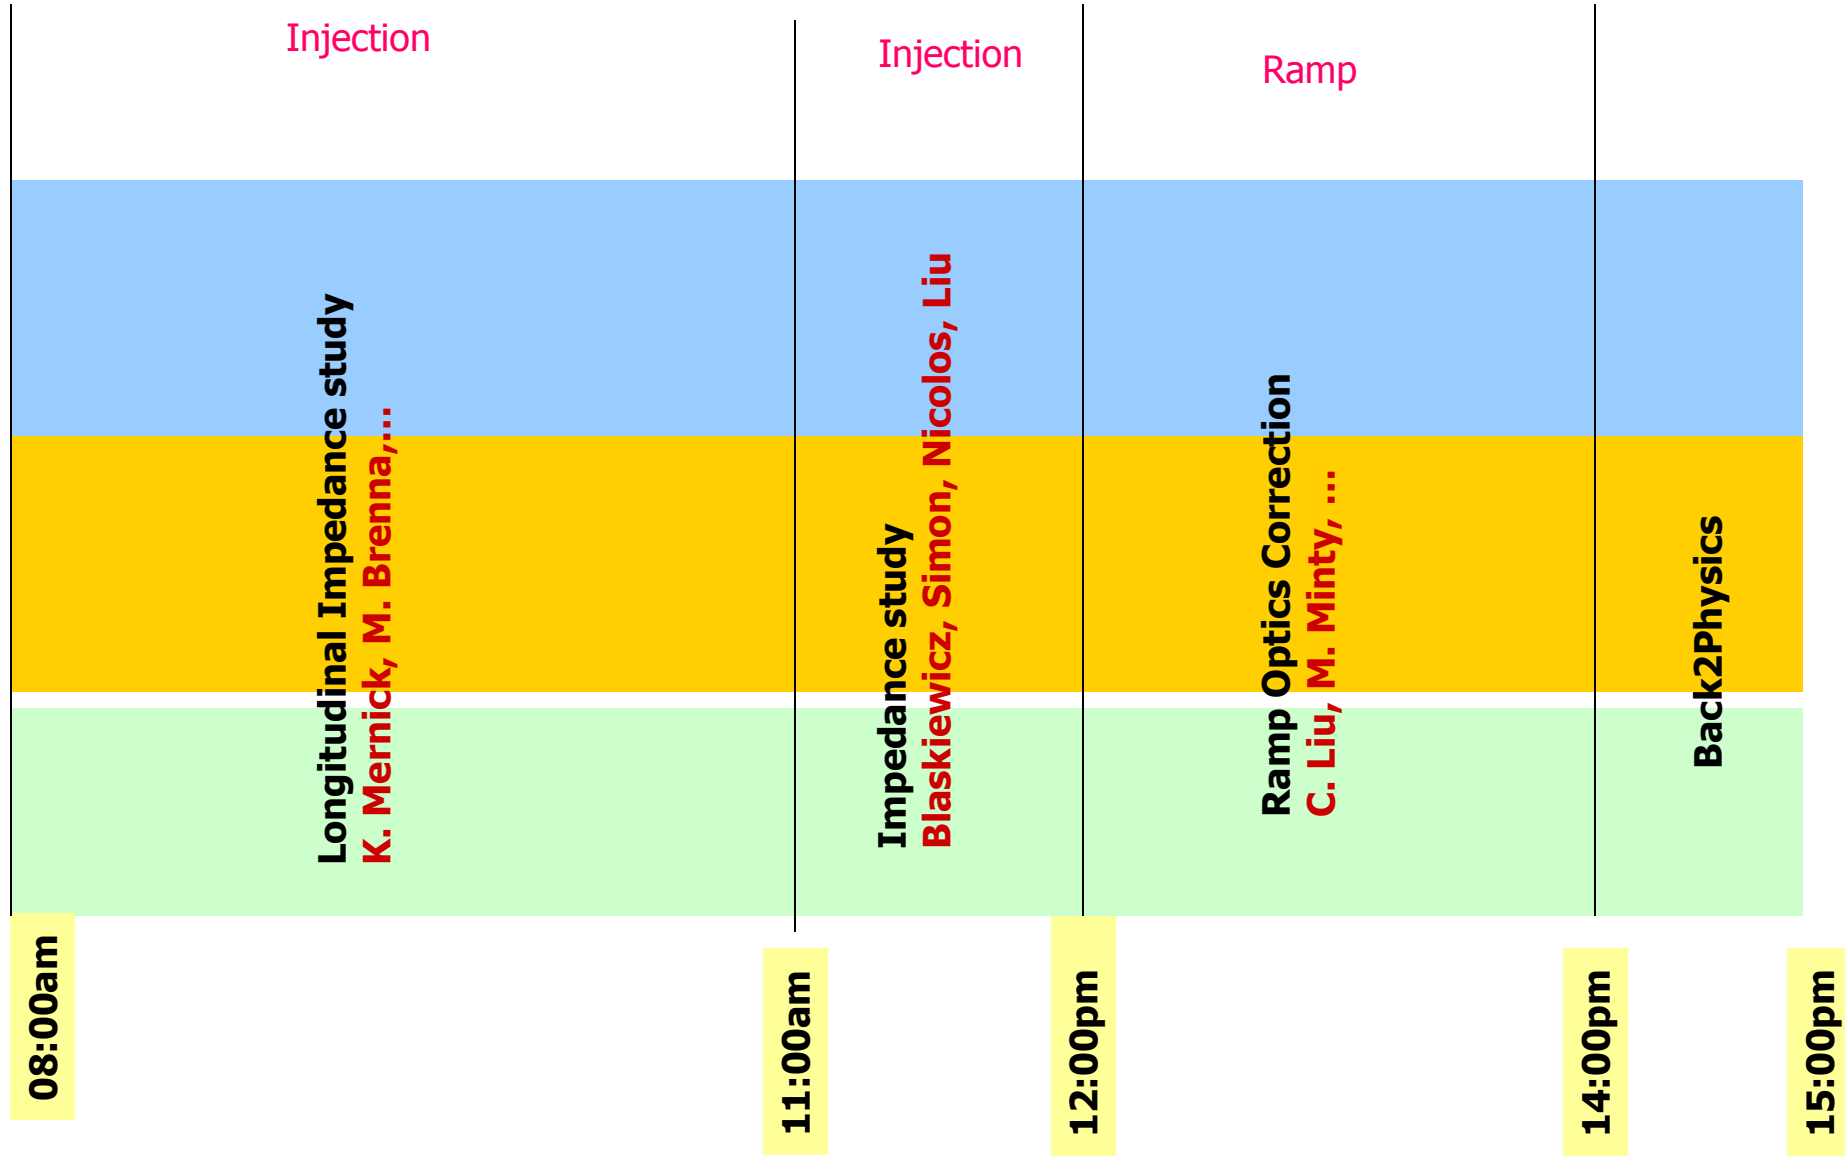 Injection
Injection
Ramp
Longitudinal Impedance study
K. Mernick, M. Brenna,...
Impedance study
Blaskiewicz, Simon, Nicolos, Liu
Ramp Optics Correction
C. Liu, M. Minty, ...
Back2Physics
08:00am
11:00am
12:00pm
14:00pm
15:00pm